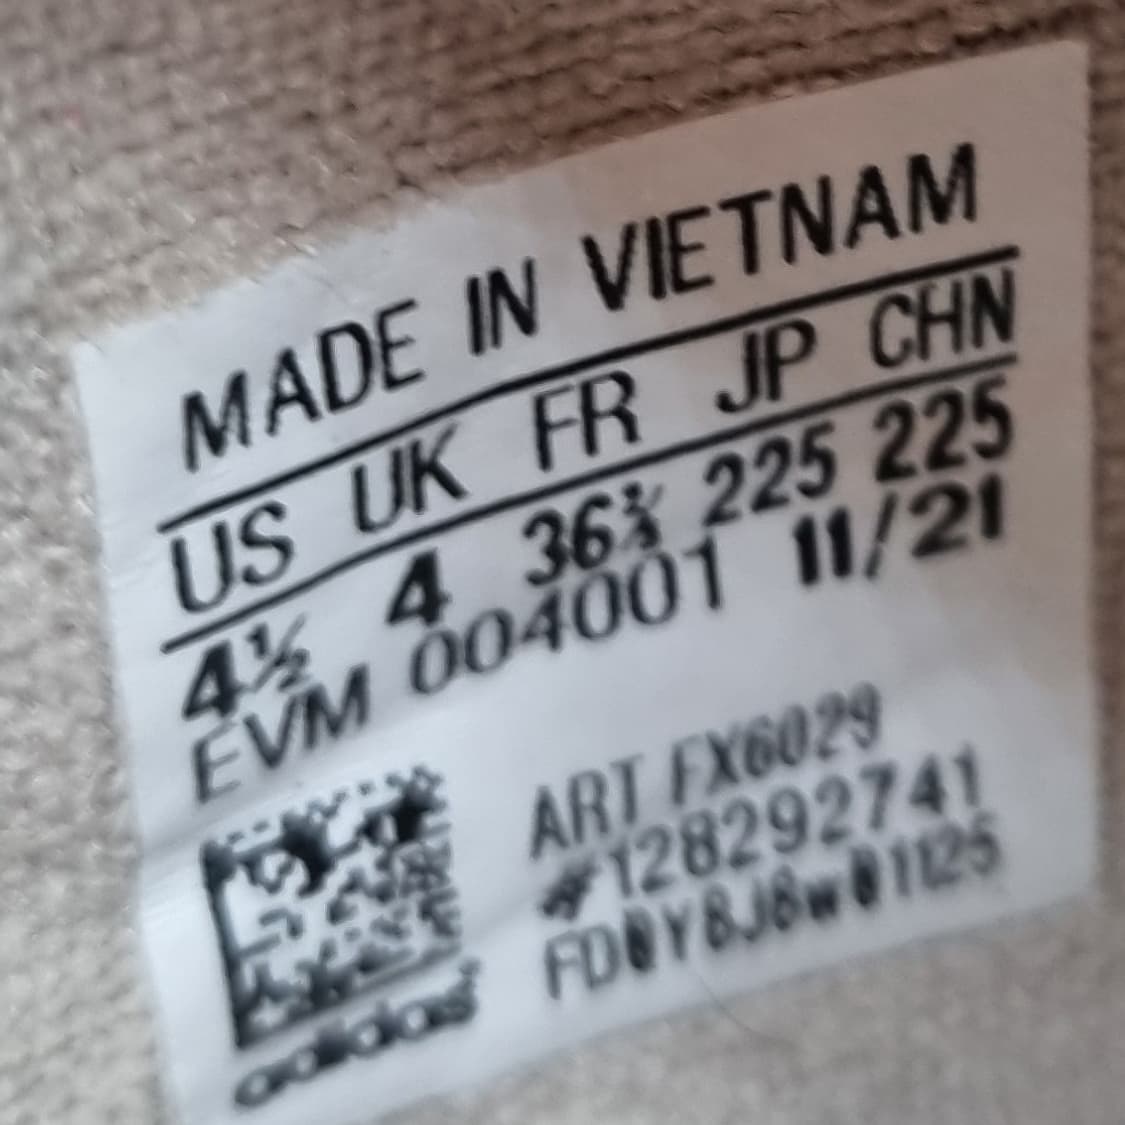 MADE IN VIETNAM
US UK FR JP CHN
4½ 4 36⅔ 225 225
EVM 004001 11/21
ART FX6029
#128292741
FD0Y8J8w01125
adidas